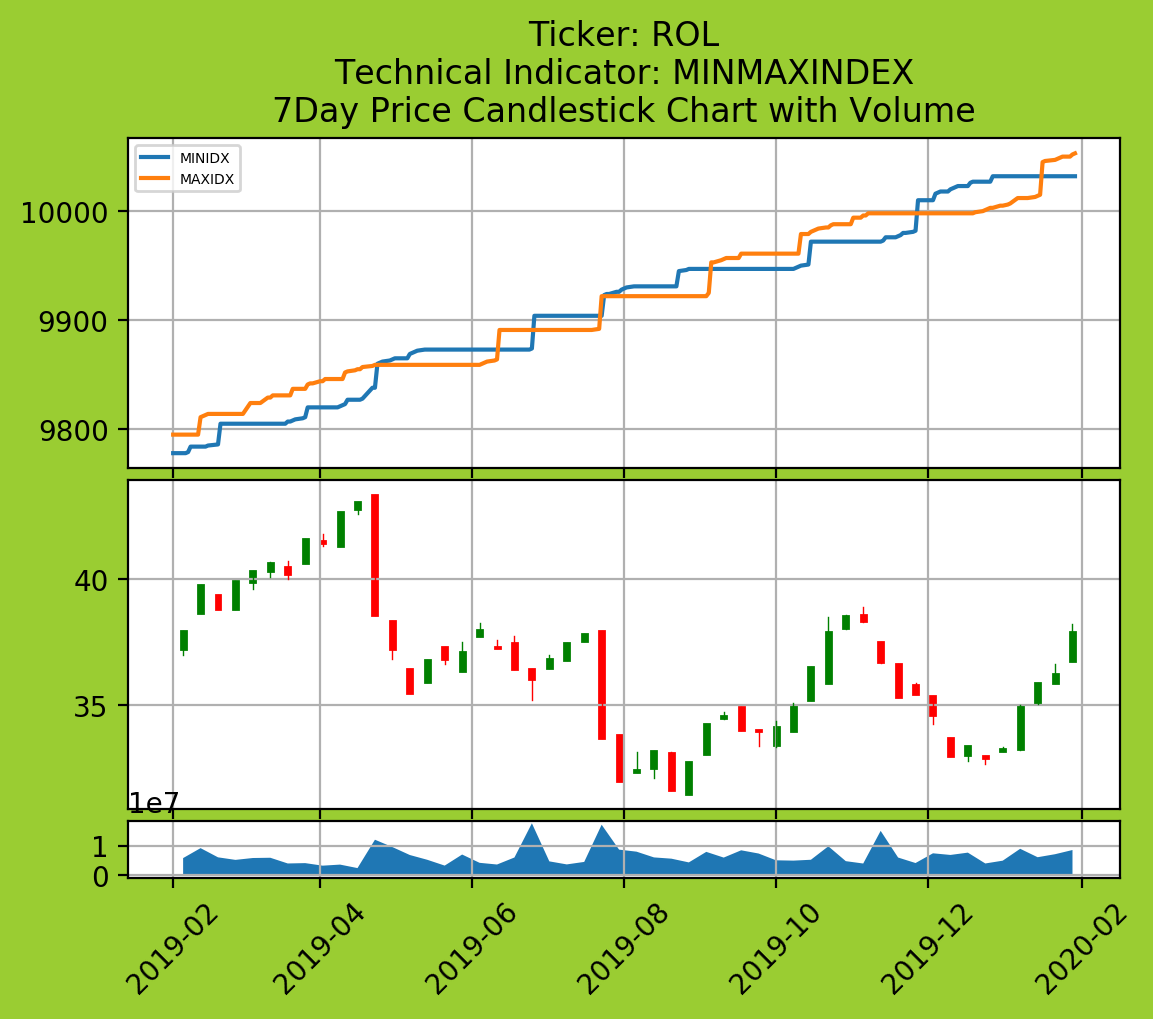 Ticker: ROL
Technical Indicator: MINMAXINDEX
7Day Price Candlestick Chart with Volume
MINIDX
MAXIDX
10000
9900
9800
40
35
1e7
1
0
2019-02
2019-04
2019-06
2019-08
2019-10
2019-12
2020-02